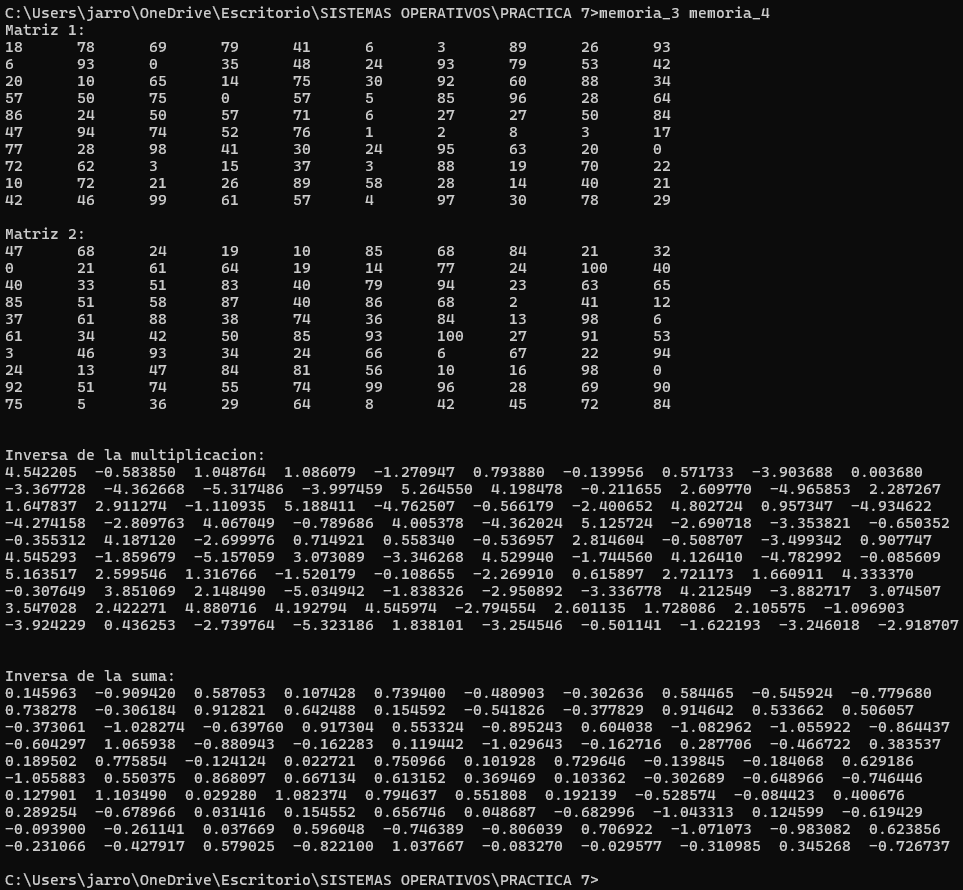 C:\Users\jarro\OneDrive\Escritorio\SISTEMAS OPERATIVOS\PRACTICA 7>memoria_3 memoria_4
Matriz 1:
18 78 69 79 41 6 3 89 26 93
6 93 0 35 48 24 93 79 53 42
20 10 65 14 75 30 92 60 88 34
57 50 75 0 57 5 85 96 28 64
86 24 50 57 71 6 27 27 50 84
47 94 74 52 76 1 2 8 3 17
77 28 98 41 30 24 95 63 20 0
72 62 3 15 37 3 88 19 70 22
10 72 21 26 89 58 28 14 40 21
42 46 99 61 57 4 97 30 78 29
Matriz 2:
47 68 24 19 10 85 68 84 21 32
0 21 61 64 19 14 77 24 100 40
40 33 51 83 40 79 94 23 63 65
85 51 58 87 40 86 68 2 41 12
37 61 88 38 74 36 84 13 98 6
61 34 42 50 85 93 100 27 91 53
3 46 93 34 24 66 6 67 22 94
24 13 47 84 81 56 10 16 98 0
92 51 74 55 74 99 96 28 69 90
75 5 36 29 64 8 42 45 72 84
Inversa de la multiplicacion:
4.542205 -0.583850 1.048764 1.086079 -1.270947 0.793880 -0.139956 0.571733 -3.903688 0.003680
-3.367728 -4.362668 -5.317486 -3.997459 5.264550 4.198478 -0.211655 2.609770 -4.965853 2.287267
1.647837 2.911274 -1.110935 5.188411 -4.762507 -0.566179 -2.400652 4.802724 0.957347 -4.934622
-4.274158 -2.809763 4.067049 -0.789686 4.005378 -4.362024 5.125724 -2.690718 -3.353821 -0.650352
-0.355312 4.187120 -2.699976 0.714921 0.558340 -0.536957 2.814604 -0.508707 -3.499342 0.907747
4.545293 -1.859679 -5.157059 3.073089 -3.346268 4.529940 -1.744560 4.126410 -4.782992 -0.085609
5.163517 2.599546 1.316766 -1.520179 -0.108655 -2.269910 0.615897 2.721173 1.660911 4.333370
-0.307649 3.851069 2.148490 -5.034942 -1.838326 -2.950892 -3.336778 4.212549 -3.882717 3.074507
3.547028 2.422271 4.880716 4.192794 4.545974 -2.794554 2.601135 1.728086 2.105575 -1.096903
-3.924229 0.436253 -2.739764 -5.323186 1.838101 -3.254546 -0.501141 -1.622193 -3.246018 -2.918707
Inversa de la suma:
0.145963 -0.909420 0.587053 0.107428 0.739400 -0.480903 -0.302636 0.584465 -0.545924 -0.779680
0.738278 -0.306184 0.912821 0.642488 0.154592 -0.541826 -0.377829 0.914642 0.533662 0.506057
-0.373061 -1.028274 -0.639760 0.917304 0.553324 -0.895243 0.604038 -1.082962 -1.055922 -0.864437
-0.604297 1.065938 -0.880943 -0.162283 0.119442 -1.029643 -0.162716 0.287706 -0.466722 0.383537
0.189502 0.775854 -0.124124 0.022721 0.750966 0.101928 0.729646 -0.139845 -0.184068 0.629186
-1.055883 0.550375 0.868097 0.667134 0.613152 0.369469 0.103362 -0.302689 -0.648966 -0.746446
0.127901 1.103490 0.029280 1.082374 0.794637 0.551808 0.192139 -0.528574 -0.084423 0.400676
0.289254 -0.678966 0.031416 0.154552 0.656746 0.048687 -0.682996 -1.043313 0.124599 -0.619429
-0.093900 -0.261141 0.037669 0.596048 -0.746389 -0.806039 0.706922 -1.071073 -0.983082 0.623856
-0.231066 -0.427917 0.579025 -0.822100 1.037667 -0.083270 -0.029577 -0.310985 0.345268 -0.726737
C:\Users\jarro\OneDrive\Escritorio\SISTEMAS OPERATIVOS\PRACTICA 7>